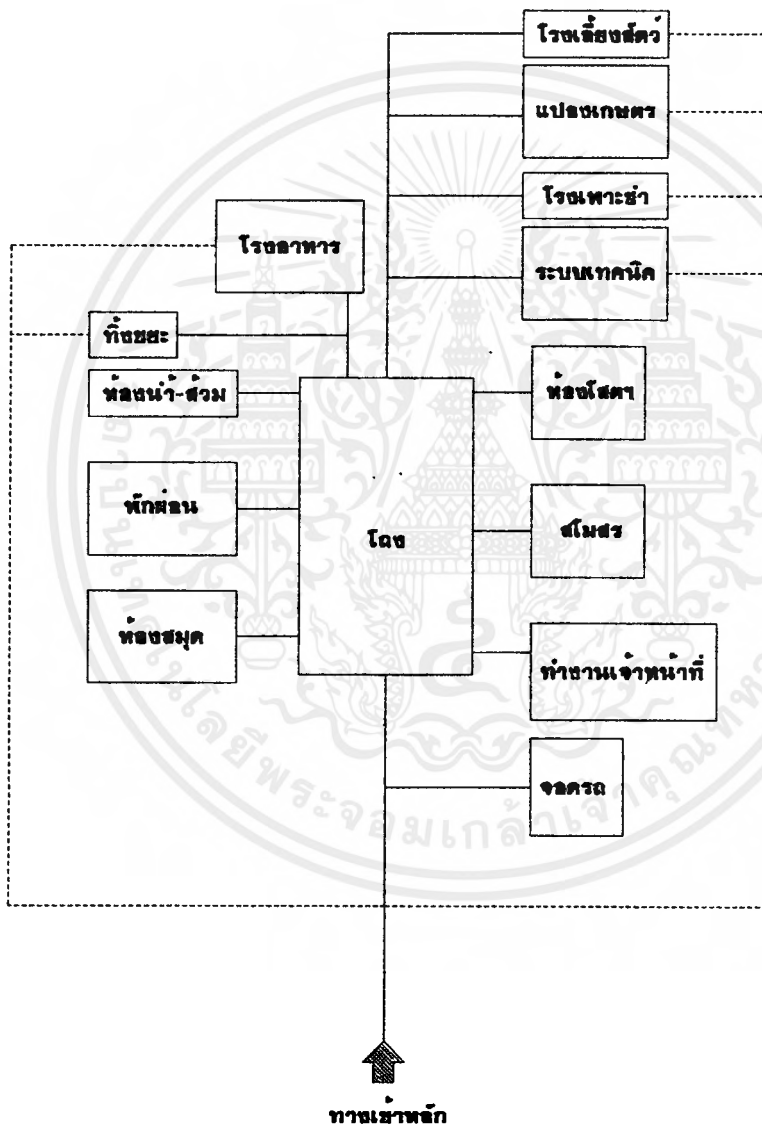 โรงเลี้ยงสัตว์
แปลงเกษตร
โรงเพาะชำ
โรงอาหาร
ระบบเทคนิค
ทิ้งขยะ
ห้องน้ำ-ส้วม
ห้องโสตฯ
พักผ่อน
โถง
สโมสร
ห้องสมุด
ทำงานเจ้าหน้าที่
จอดรถ
ทางเข้าหลัก